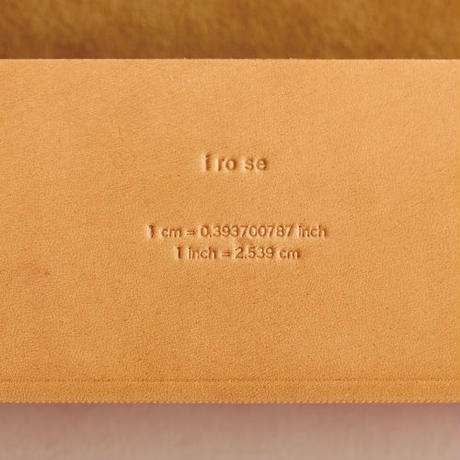 i ro se
1 cm = 0.393700787 inch
1 inch = 2.539 cm